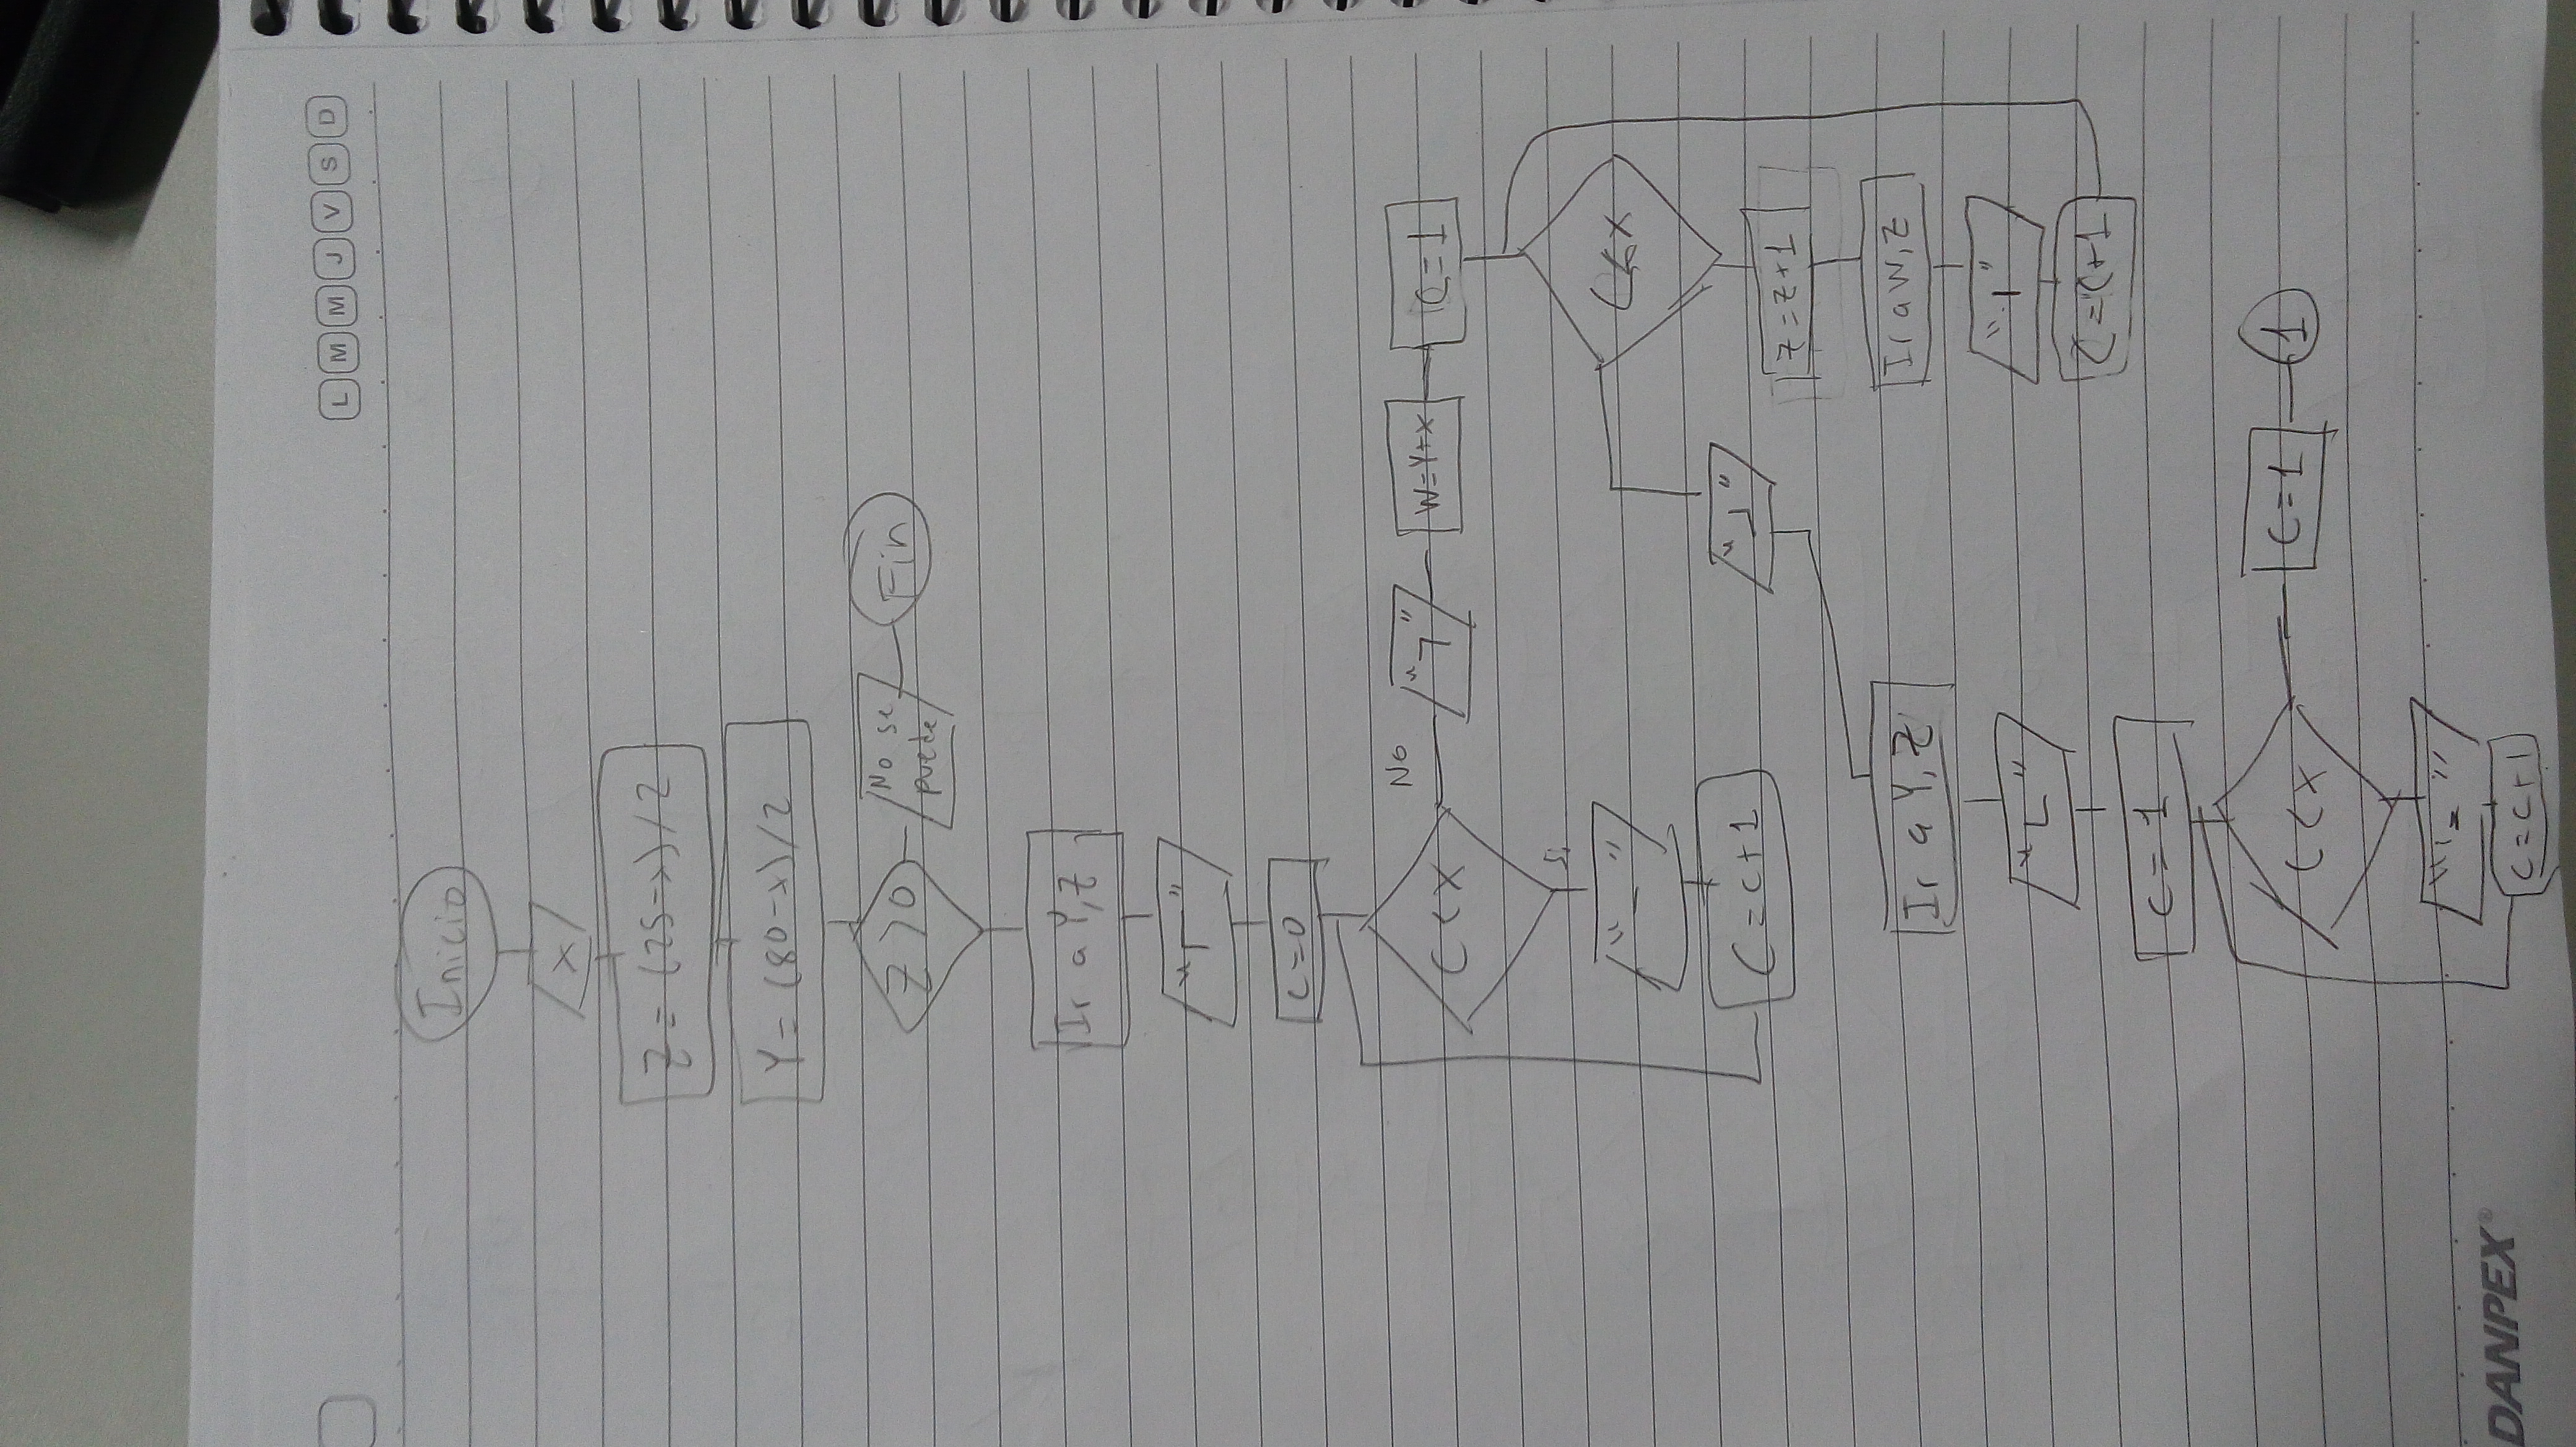 L M M J V S D
Inicio
X
Z = (25-x)/2
Y = (80-x)/2
Z > 0
No se
puede
Fin
Ir a Y,Z
C=0
C<X
No
W=Y+X
C=1
Si
"-"
C<X
C=C+1
Z=Z+1
Ir a Y,Z
Ir a W,Z
C=C+1
C=1
C<X
C=1
1
C=C+1
DANPEX®